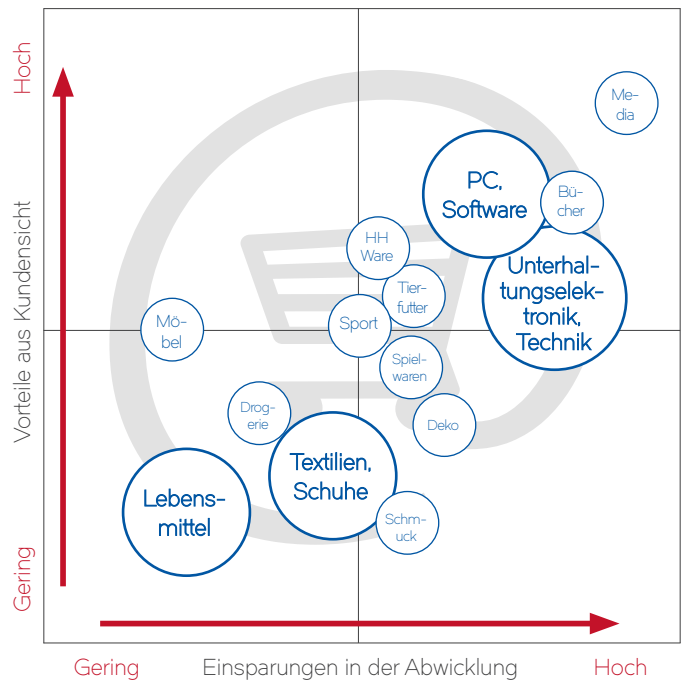 Hoch
Vorteile aus Kundensicht
Gering
Me-
dia
PC,
Software
Bü-
cher
HH
Ware
Unterhal-
tungselek-
tronik,
Technik
Tier-
futter
Mö-
bel
Sport
Spiel-
waren
Drog-
erie
Deko
Textilien,
Schuhe
Lebens-
mittel
Schm-
uck
Gering
Einsparungen in der Abwicklung
Hoch